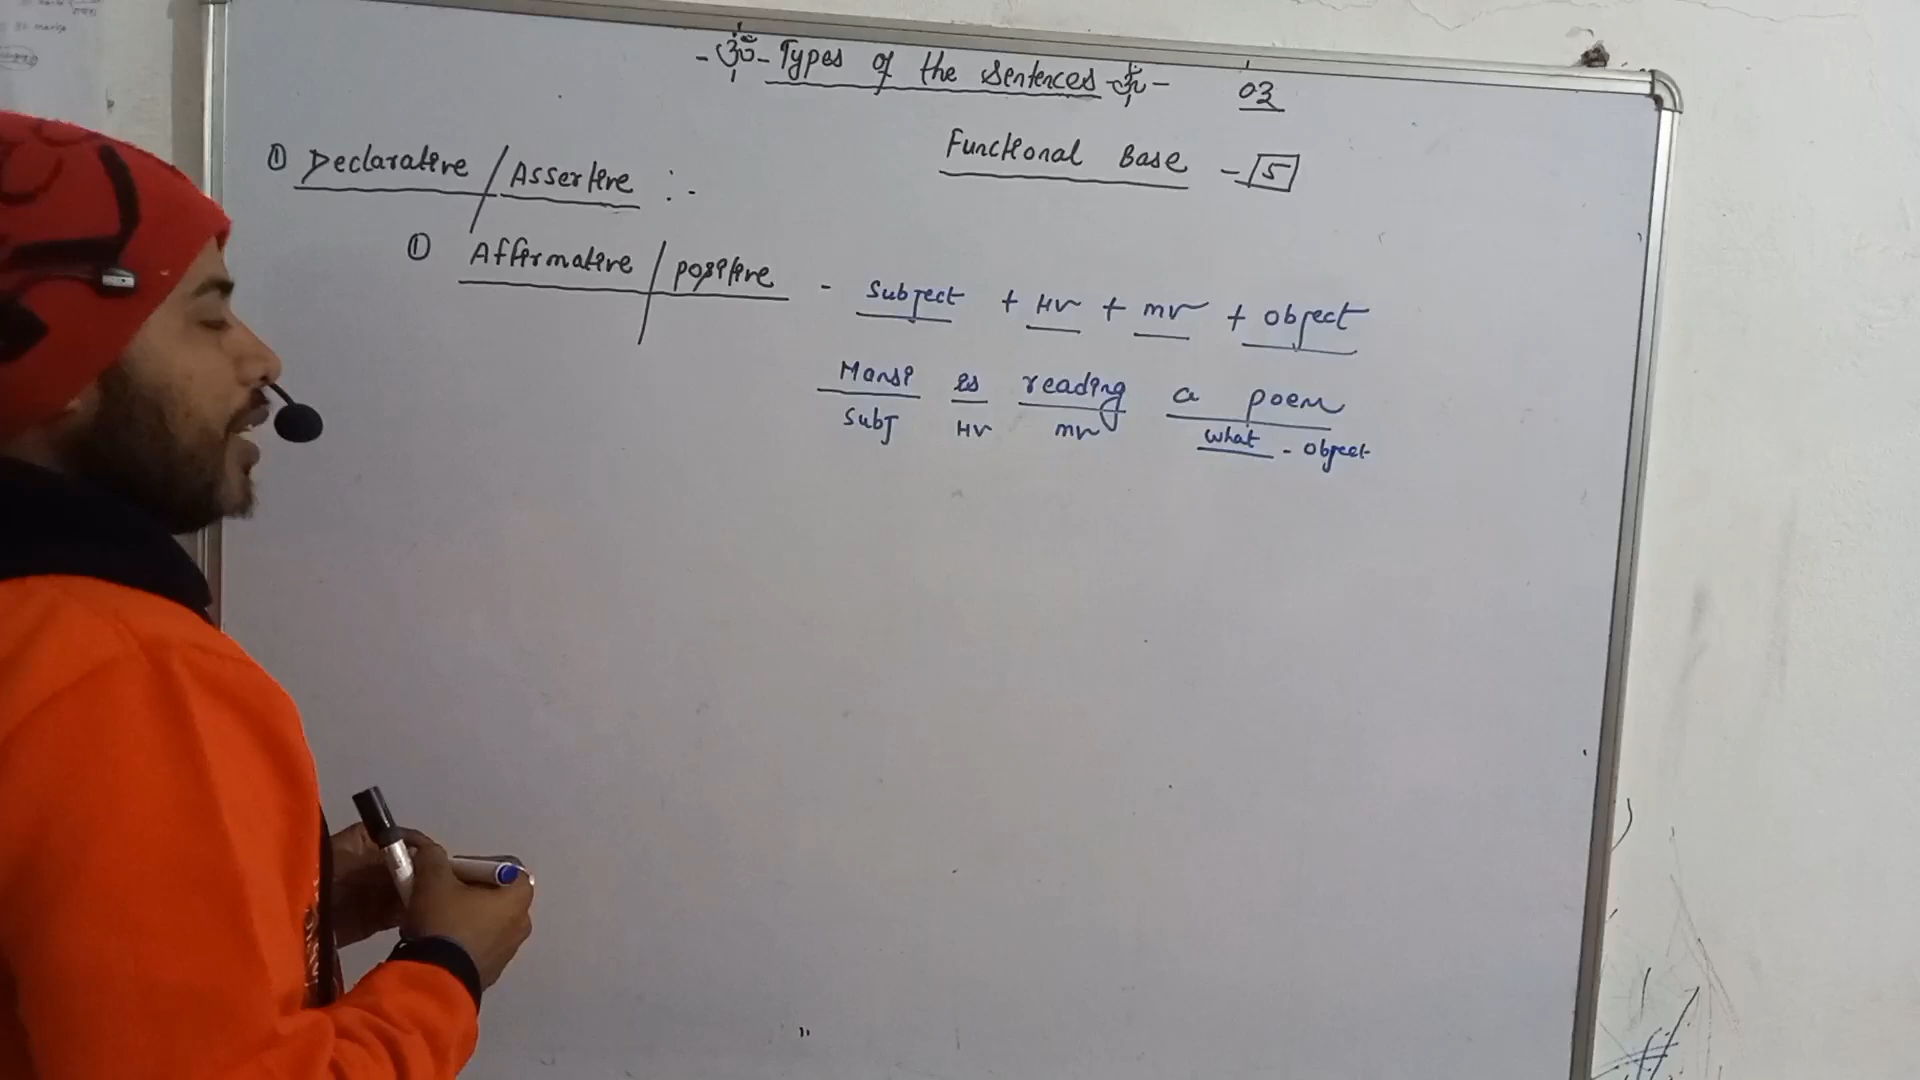 Types of the Sentences 03
Functional Base - 5
① Declarative / Assertive :-
① Affirmative / Positive - Subject + HV + mv + object
Mansi is reading a poem
Subj HV mv what - object